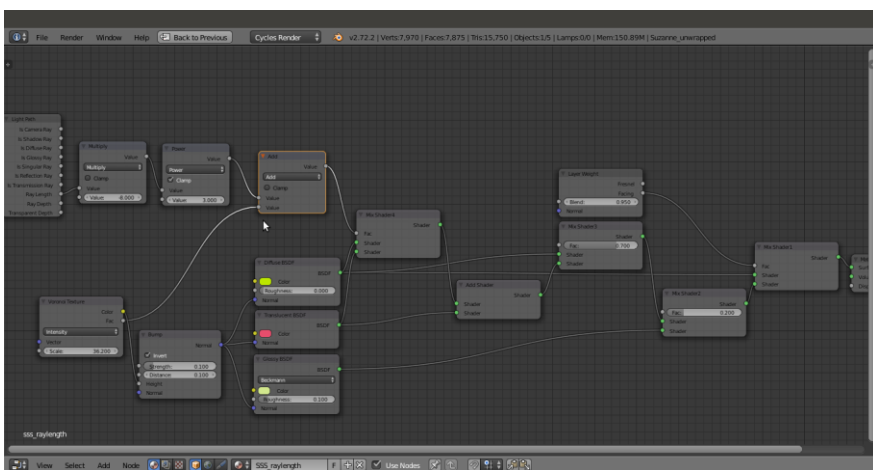 File Render Window Help Back to Previous Cycles Render v2.72.2 | Verts:7,970 | Faces:7,875 | Tris:15,750 | Objects:1/5 | Lamps:0/0 | Mem:150.89M | Suzanne_unwrapped
Light Path
Is Camera Ray
Is Shadow Ray
Is Diffuse Ray
Is Glossy Ray
Is Singular Ray
Is Reflection Ray
Is Transmission Ray
Ray Length
Ray Depth
Transparent Depth
Multiply
Value
Multiply
Clamp
Value
Value:
Power
Value
Power
Clamp
Value
Value: 3.000
Add
Value
Add
Clamp
Value
Value
Layer Weight
Fresnel
Facing
Blend: 0.950
Normal
Mix Shader4
Shader
Fac
Shader
Shader
Mix Shader3
Shader
Fac: 0.700
Shader
Shader
Mix Shader1
Shader
Fac
Shader
Shader
Diffuse BSDF
BSDF
Color
Roughness: 0.000
Normal
Add Shader
Shader
Shader
Shader
Mix Shader2
Shader
Fac: 0.200
Shader
Shader
Voronoi Texture
Color
Fac
Intensity
Vector
Scale: 36.200
Translucent BSDF
BSDF
Color
Normal
Bump
Normal
Invert
Strength: 0.100
Distance: 0.100
Height
Normal
Glossy BSDF
BSDF
Beckmann
Color
Roughness: 0.100
Normal
sss_raylength
View Select Add Node SSS_raylength F Use Nodes